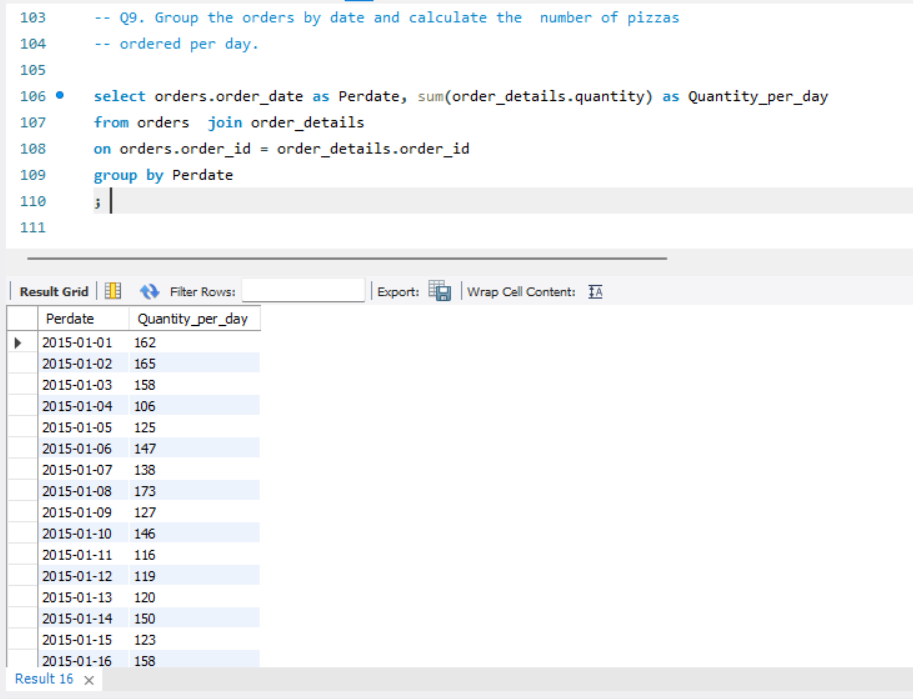 103 -- Q9. Group the orders by date and calculate the  number of pizzas
104 -- ordered per day.
105
106 select orders.order_date as Perdate, sum(order_details.quantity) as Quantity_per_day
107 from orders  join order_details
108 on orders.order_id = order_details.order_id
109 group by Perdate
110 ;
111
Result Grid Filter Rows: Export: Wrap Cell Content: IA
Perdate Quantity_per_day
2015-01-01 162
2015-01-02 165
2015-01-03 158
2015-01-04 106
2015-01-05 125
2015-01-06 147
2015-01-07 138
2015-01-08 173
2015-01-09 127
2015-01-10 146
2015-01-11 116
2015-01-12 119
2015-01-13 120
2015-01-14 150
2015-01-15 123
2015-01-16 158
Result 16 ×